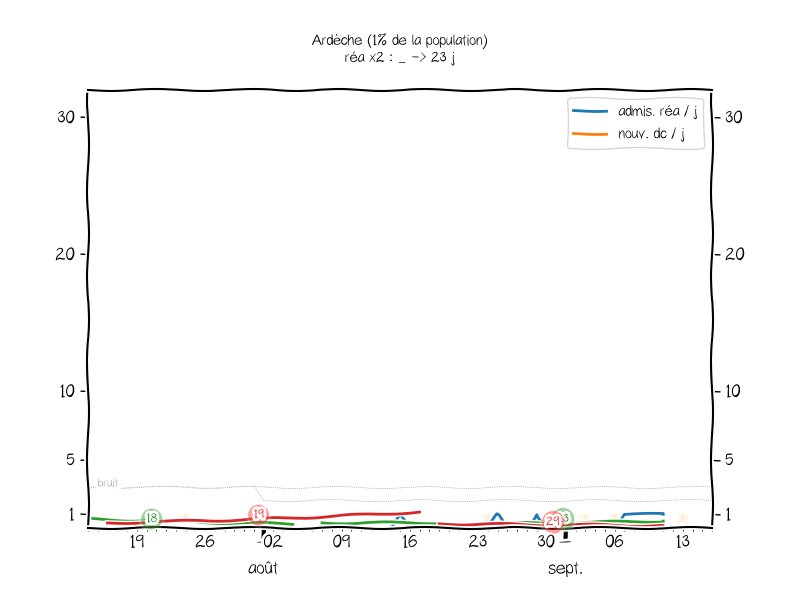 Ardèche (1% de la population)
réa x2 : _ -> 23 j
admis. réa / j
nouv. dc / j
30 30
20 20
10 10
5 5
bruit
1 1
18 19 29 3
19 26 02 09 16 23 30 06 13
août sept.